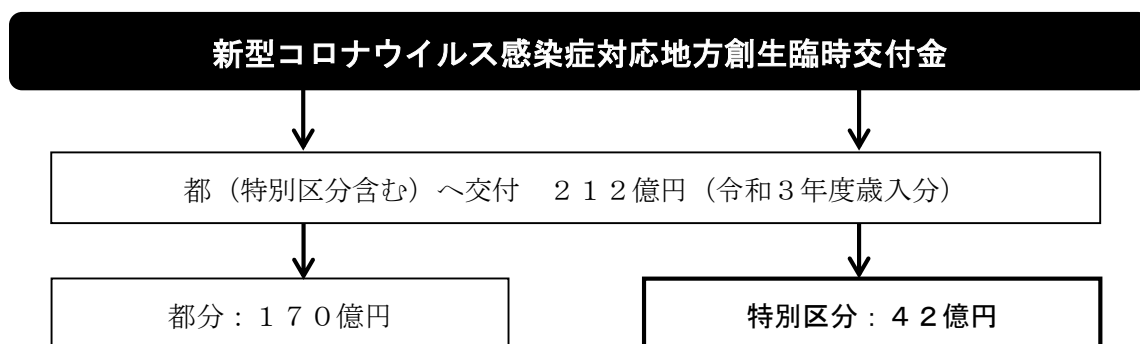 新型コロナウイルス感染症対応地方創生臨時交付金
都（特別区分含む）へ交付　２１２億円（令和３年度歳入分）
都分：１７０億円
特別区分：４２億円